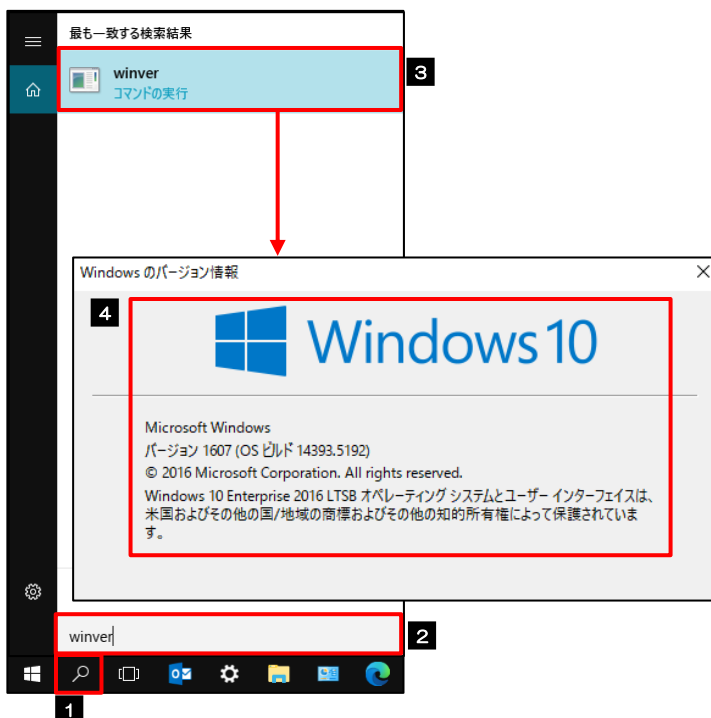 最も一致する検索結果
winver
コマンドの実行
3
Windows のバージョン情報
4
Windows 10
Microsoft Windows
バージョン 1607 (OS ビルド 14393.5192)
© 2016 Microsoft Corporation. All rights reserved.
Windows 10 Enterprise 2016 LTSB オペレーティング システムとユーザー インターフェイスは、
米国およびその他の国/地域の商標およびその他の知的所有権によって保護されていま
す。
winver
2
1